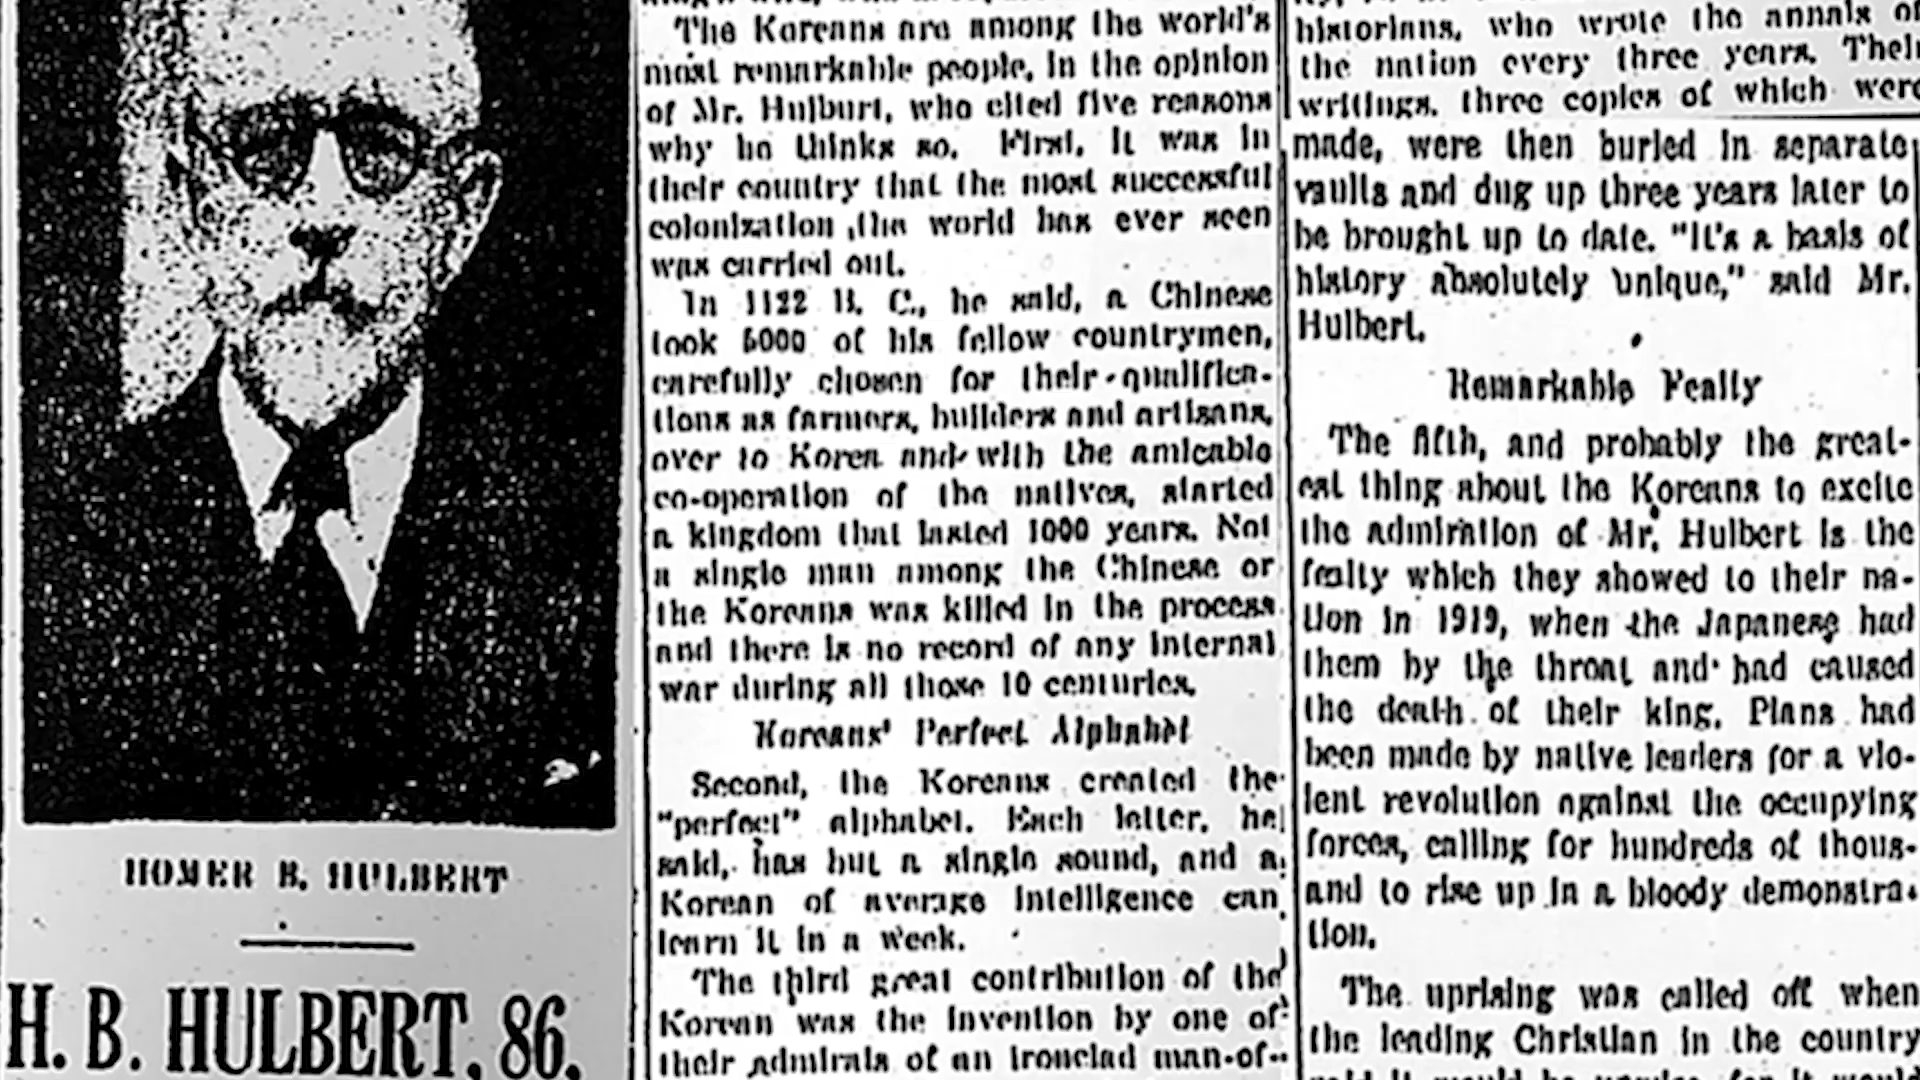 HOMER B. HULBERT
H. B. HULBERT, 86,
The Koreans are among the world's
most remarkable people, in the opinion
of Mr. Hulburt, who cited five reasons
why he thinks so. First, it was in
their country that the most successful
colonization ,the world has ever seen
was carried out.
In 1122 B. C., he said, a Chinese
took 5000 of his fellow countrymen,
carefully chosen for their qualifica-
tions as farmers, builders and artisans,
over to Korea and with the amicable
co-operation of the natives, started
a kingdom that lasted 1000 years. Not
a single man among the Chinese or
the Koreans was killed in the process
and there is no record of any internal
war during all those 10 centuries.
Koreans' Perfect Alphabet
Second, the Koreans created the
"perfect" alphabet. Each letter, he
said, has but a single sound, and a
Korean of average intelligence can
learn it in a week.
The third great contribution of the
Korean was the invention by one of
their admirals of an ironclad man-of-
historians, who wrote the annals of
the nation every three years. Their
writings, three copies of which were
made, were then buried in separate
vaults and dug up three years later to
be brought up to date. "It's a basis of
history absolutely unique," said Mr.
Hulbert.
Remarkable Fealty
The fifth, and probably the great-
est thing about the Koreans to excite
the admiration of Mr. Hulbert is the
fealty which they showed to their na-
tion in 1919, when the Japanese had
them by the throat and had caused
the death of their king. Plans had
been made by native leaders for a vio-
lent revolution against the occupying
forces, calling for hundreds of thous-
and to rise up in a bloody demonstra-
tion.
The uprising was called off when
the leading Christian in the country